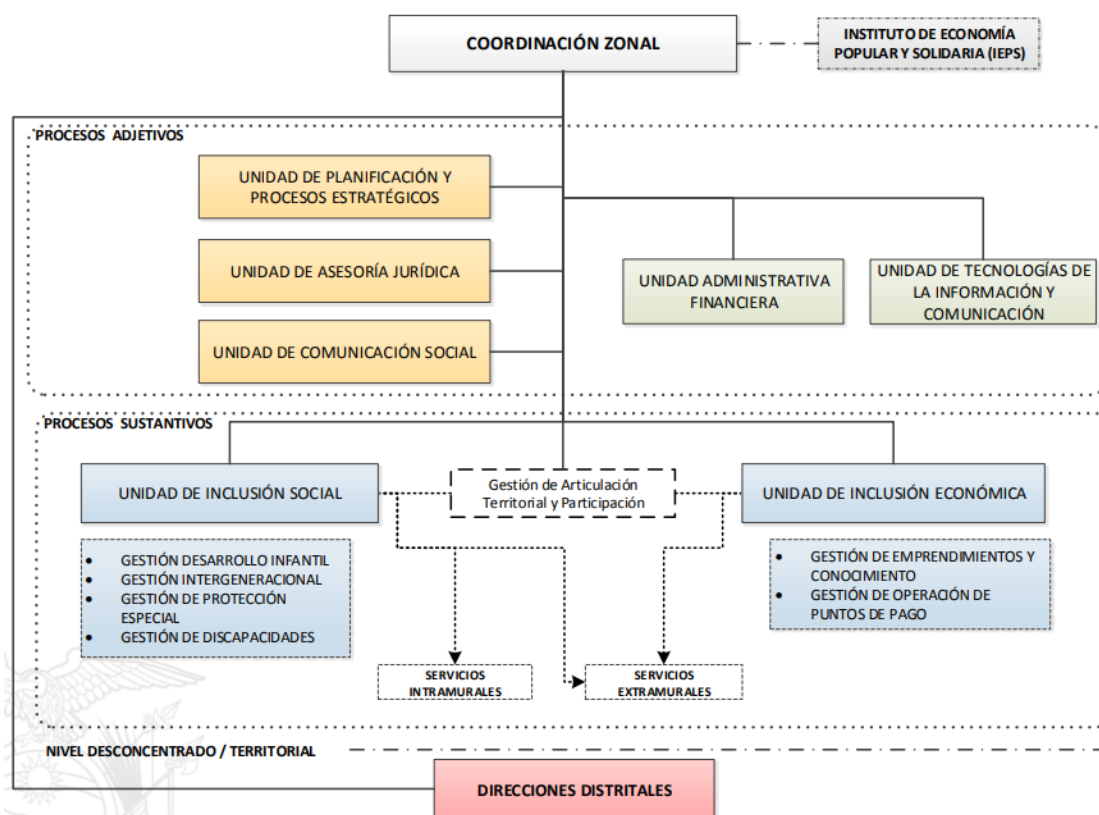 COORDINACIÓN ZONAL
INSTITUTO DE ECONOMÍA
POPULAR Y SOLIDARIA (IEPS)
PROCESOS ADJETIVOS
UNIDAD DE PLANIFICACIÓN Y
PROCESOS ESTRATÉGICOS
UNIDAD DE ASESORÍA JURÍDICA
UNIDAD DE COMUNICACIÓN SOCIAL
UNIDAD ADMINISTRATIVA
FINANCIERA
UNIDAD DE TECNOLOGÍAS DE
LA INFORMACIÓN Y
COMUNICACIÓN
PROCESOS SUSTANTIVOS
UNIDAD DE INCLUSIÓN SOCIAL
Gestión de Articulación
Territorial y Participación
UNIDAD DE INCLUSIÓN ECONÓMICA
• GESTIÓN DESARROLLO INFANTIL
• GESTIÓN INTERGENERACIONAL
• GESTIÓN DE PROTECCIÓN
ESPECIAL
• GESTIÓN DE DISCAPACIDADES
• GESTIÓN DE EMPRENDIMIENTOS Y
CONOCIMIENTO
• GESTIÓN DE OPERACIÓN DE
PUNTOS DE PAGO
SERVICIOS
INTRAMURALES
SERVICIOS
EXTRAMURALES
NIVEL DESCONCENTRADO / TERRITORIAL
DIRECCIONES DISTRITALES